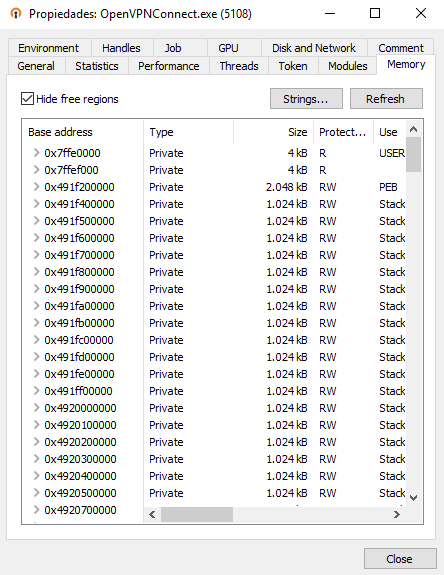 Propiedades: OpenVPNConnect.exe (5108)
Environment Handles Job GPU Disk and Network Comment
General Statistics Performance Threads Token Modules Memory
Hide free regions Strings... Refresh
Base address Type Size Protect... Use
0x7ffe0000 Private 4 kB R USER
0x7ffef000 Private 4 kB R
0x491f200000 Private 2.048 kB RW PEB
0x491f400000 Private 1.024 kB RW Stack
0x491f500000 Private 1.024 kB RW Stack
0x491f600000 Private 1.024 kB RW Stack
0x491f700000 Private 1.024 kB RW Stack
0x491f800000 Private 1.024 kB RW Stack
0x491f900000 Private 1.024 kB RW Stack
0x491fa00000 Private 1.024 kB RW Stack
0x491fb00000 Private 1.024 kB RW Stack
0x491fc00000 Private 1.024 kB RW Stack
0x491fd00000 Private 1.024 kB RW Stack
0x491fe00000 Private 1.024 kB RW Stack
0x491ff00000 Private 1.024 kB RW Stack
0x4920000000 Private 1.024 kB RW Stack
0x4920100000 Private 1.024 kB RW Stack
0x4920200000 Private 1.024 kB RW Stack
0x4920300000 Private 1.024 kB RW Stack
0x4920400000 Private 1.024 kB RW Stack
0x4920500000 Private 1.024 kB RW Stack
0x4920700000
Close